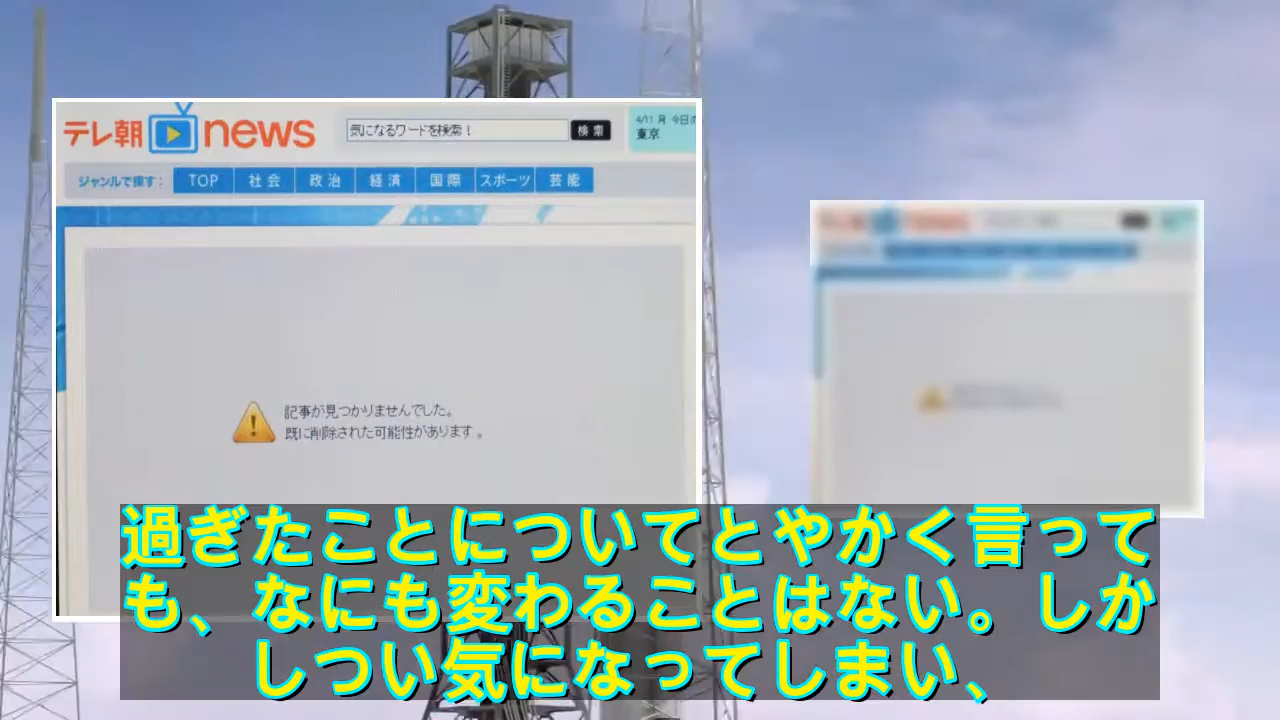 テレ朝 news
気になるワードを検索！
検索
4/11 月 今日の
東京
ジャンルで探す：
TOP 社会 政治 経済 国際 スポーツ 芸能
記事が見つかりませんでした。
既に削除された可能性があります。
過ぎたことについてとやかく言って
も、なにも変わることはない。しか
しつい気になってしまい、